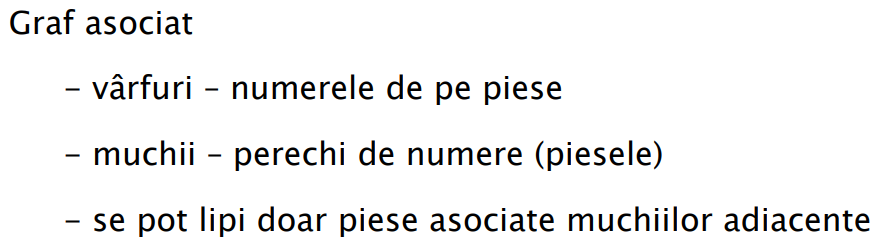 Graf asociat
– vârfuri – numerele de pe piese
– muchii – perechi de numere (piesele)
– se pot lipi doar piese asociate muchiilor adiacente